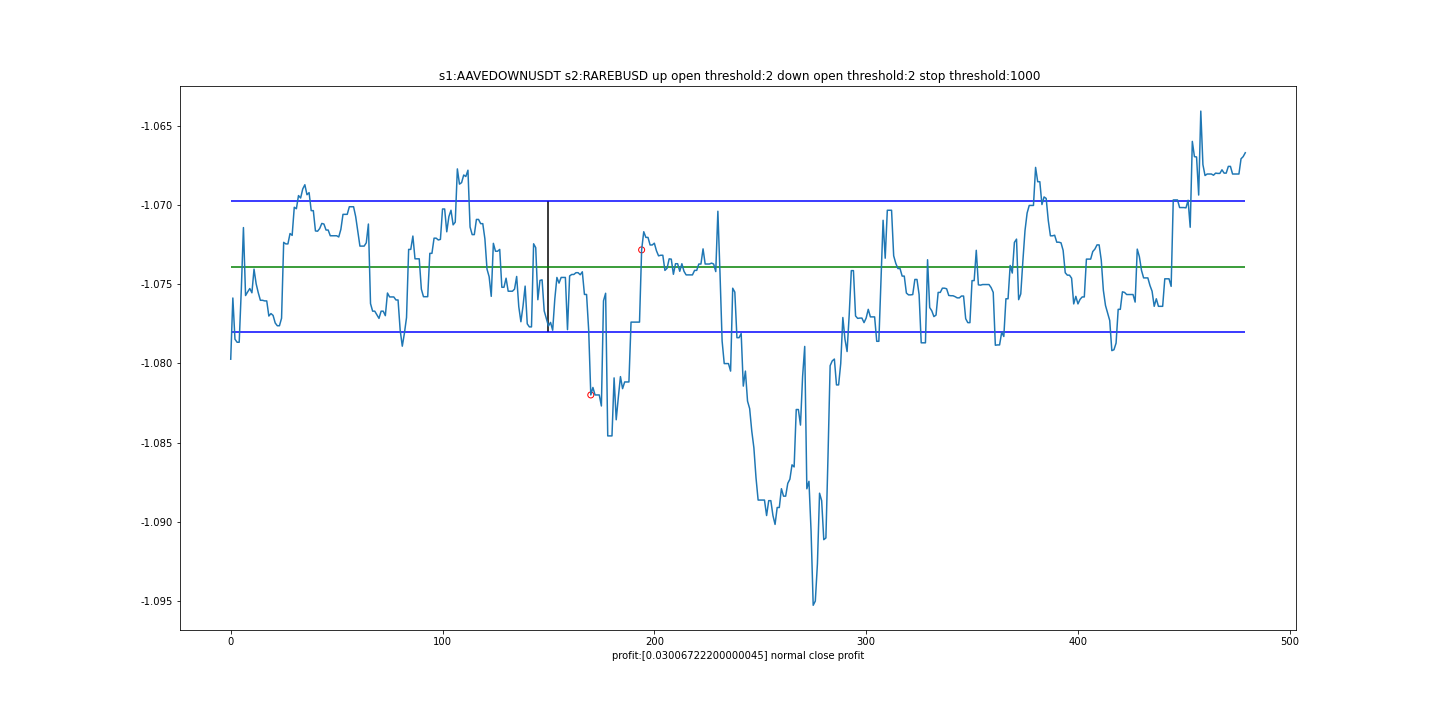 s1:AAVEDOWNUSDT s2:RAREBUSD up open threshold:2 down open threshold:2 stop threshold:1000
-1.065
-1.070
-1.075
-1.080
-1.085
-1.090
-1.095
0 100 200 300 400 500
profit:[0.03006722200000045] normal close profit